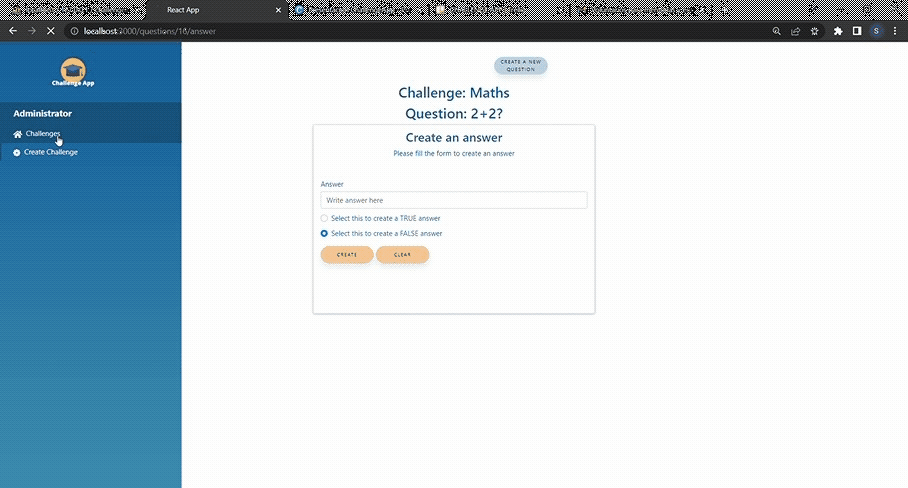 React App
localhost:3000/questions/16/answer
S
Challenge App
Administrator
Challenges
Create Challenge
CREATE A NEW
QUESTION
Challenge: Maths
Question: 2+2?
Create an answer
Please fill the form to create an answer
Answer
Write answer here
Select this to create a TRUE answer
Select this to create a FALSE answer
CREATE
CLEAR